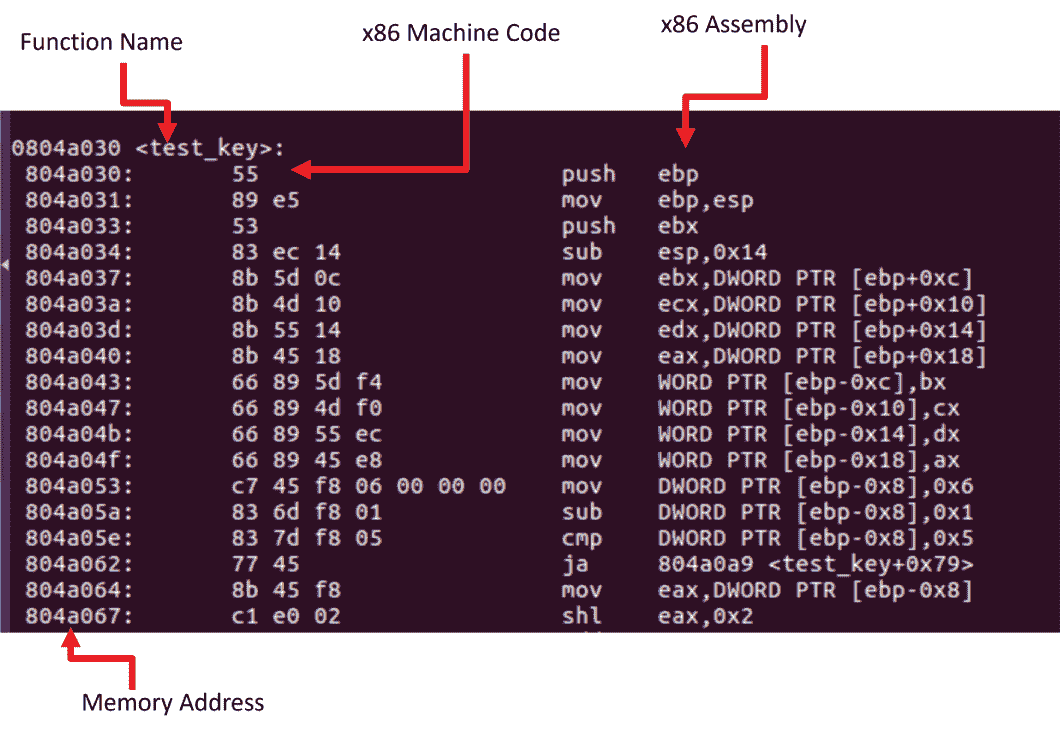 Function Name
x86 Machine Code
x86 Assembly
0804a030 <test_key>:
804a030: 55 push ebp
804a031: 89 e5 mov ebp,esp
804a033: 53 push ebx
804a034: 83 ec 14 sub esp,0x14
804a037: 8b 5d 0c mov ebx,DWORD PTR [ebp+0xc]
804a03a: 8b 4d 10 mov ecx,DWORD PTR [ebp+0x10]
804a03d: 8b 55 14 mov edx,DWORD PTR [ebp+0x14]
804a040: 8b 45 18 mov eax,DWORD PTR [ebp+0x18]
804a043: 66 89 5d f4 mov WORD PTR [ebp-0xc],bx
804a047: 66 89 4d f0 mov WORD PTR [ebp-0x10],cx
804a04b: 66 89 55 ec mov WORD PTR [ebp-0x14],dx
804a04f: 66 89 45 e8 mov WORD PTR [ebp-0x18],ax
804a053: c7 45 f8 06 00 00 00 mov DWORD PTR [ebp-0x8],0x6
804a05a: 83 6d f8 01 sub DWORD PTR [ebp-0x8],0x1
804a05e: 83 7d f8 05 cmp DWORD PTR [ebp-0x8],0x5
804a062: 77 45 ja 804a0a9 <test_key+0x79>
804a064: 8b 45 f8 mov eax,DWORD PTR [ebp-0x8]
804a067: c1 e0 02 shl eax,0x2
Memory Address